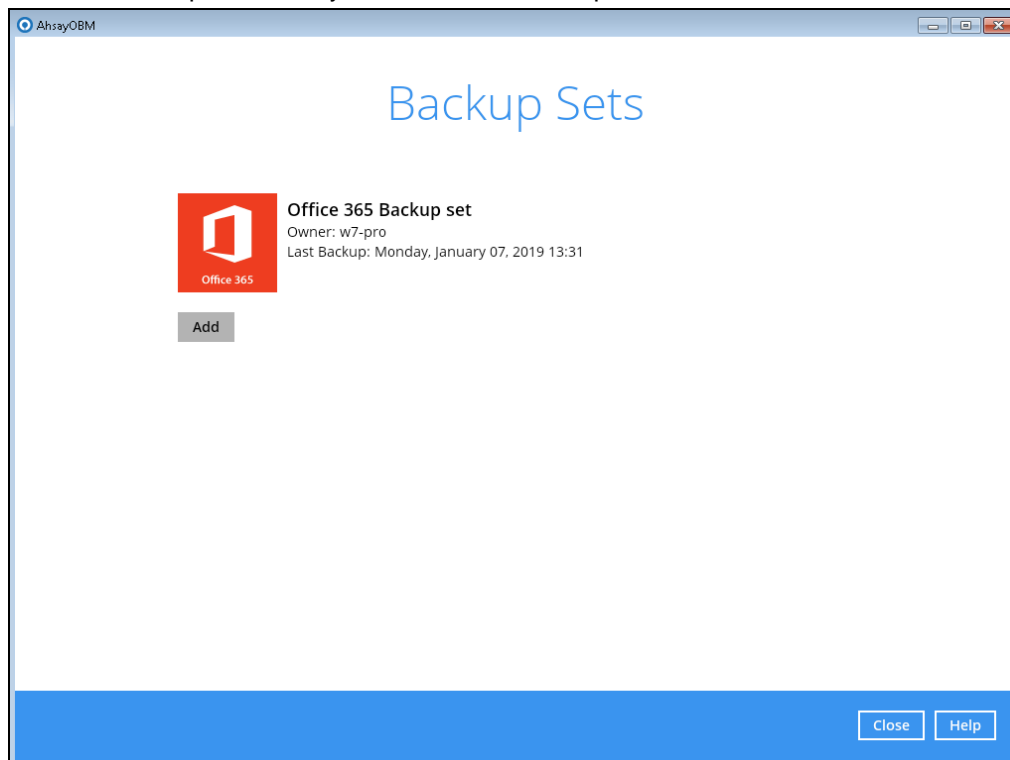 AhsayOBM
Backup Sets
Office 365 Backup set
Owner: w7-pro
Last Backup: Monday, January 07, 2019 13:31
Office 365
Add
Close
Help